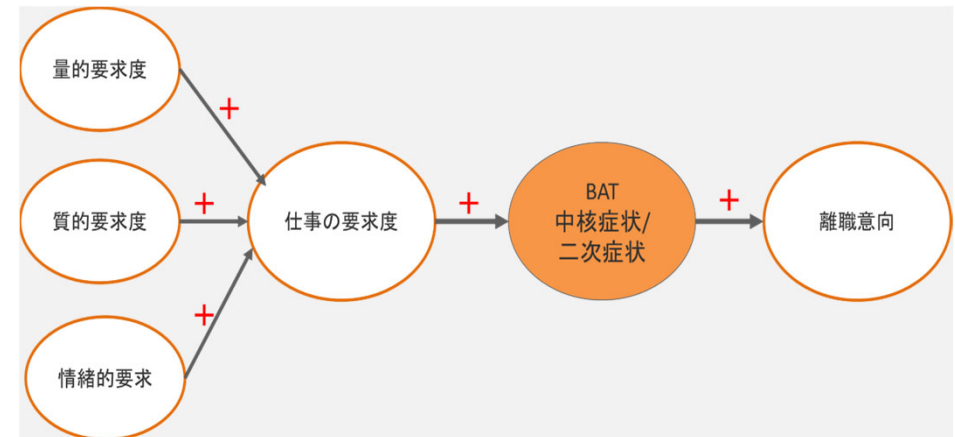 量的要求度
+
質的要求度
+
仕事の要求度
+
BAT
中核症状/
二次症状
+
離職意向
+
情緒的要求